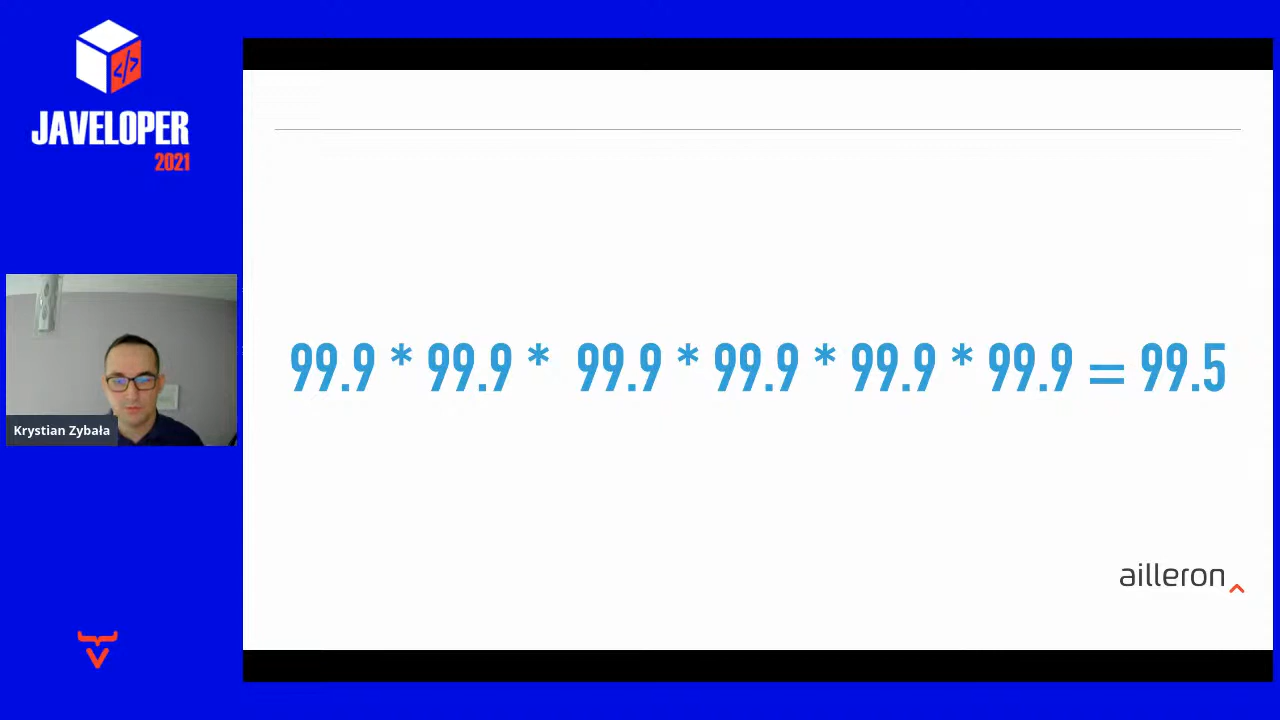 </>
JAVELOPER
2021
Krystian Zybała
99.9 * 99.9 * 99.9 * 99.9 * 99.9 * 99.9 = 99.5
ailleron